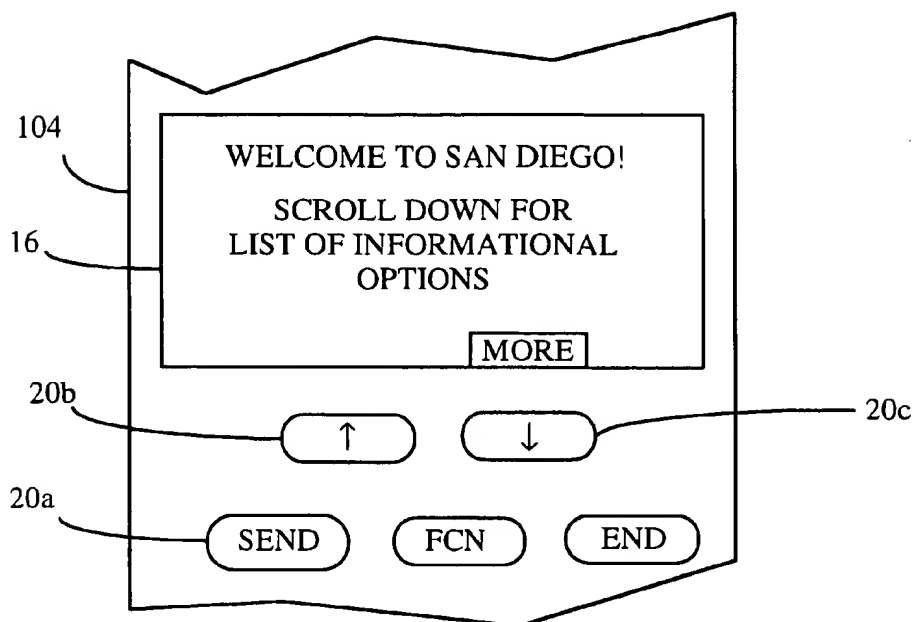 104
WELCOME TO SAN DIEGO!
SCROLL DOWN FOR
LIST OF INFORMATIONAL
OPTIONS
16
MORE
20b
↑
↓
20c
20a
SEND
FCN
END